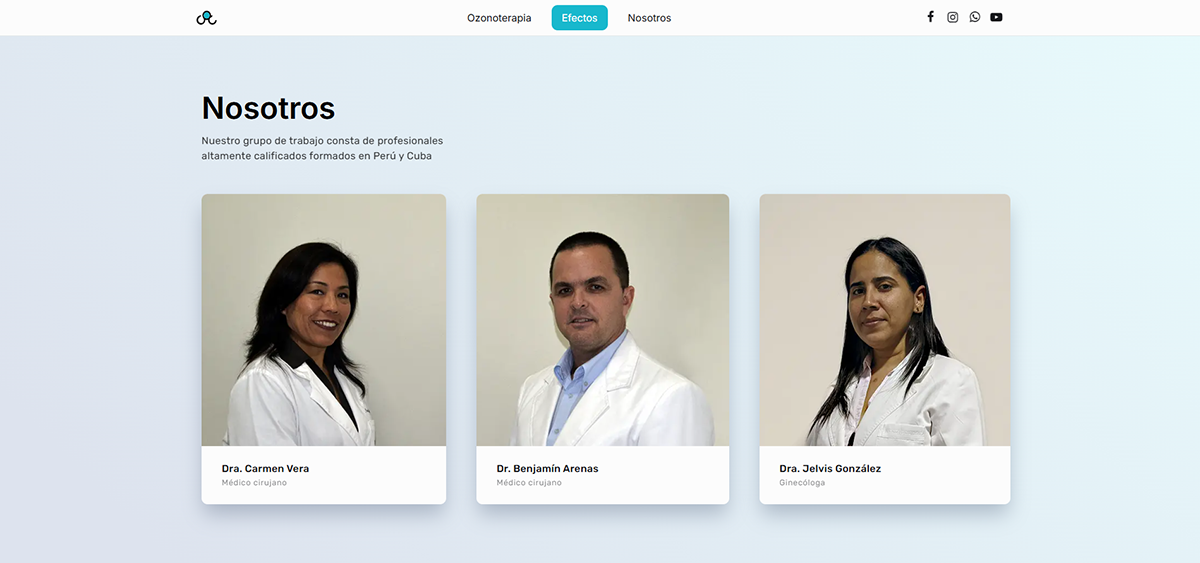 Ozonoterapia
Efectos
Nosotros
Nosotros
Nuestro grupo de trabajo consta de profesionales
altamente calificados formados en Perú y Cuba
Dra. Carmen Vera
Médico cirujano
Dr. Benjamín Arenas
Médico cirujano
Dra. Jelvis González
Ginecóloga